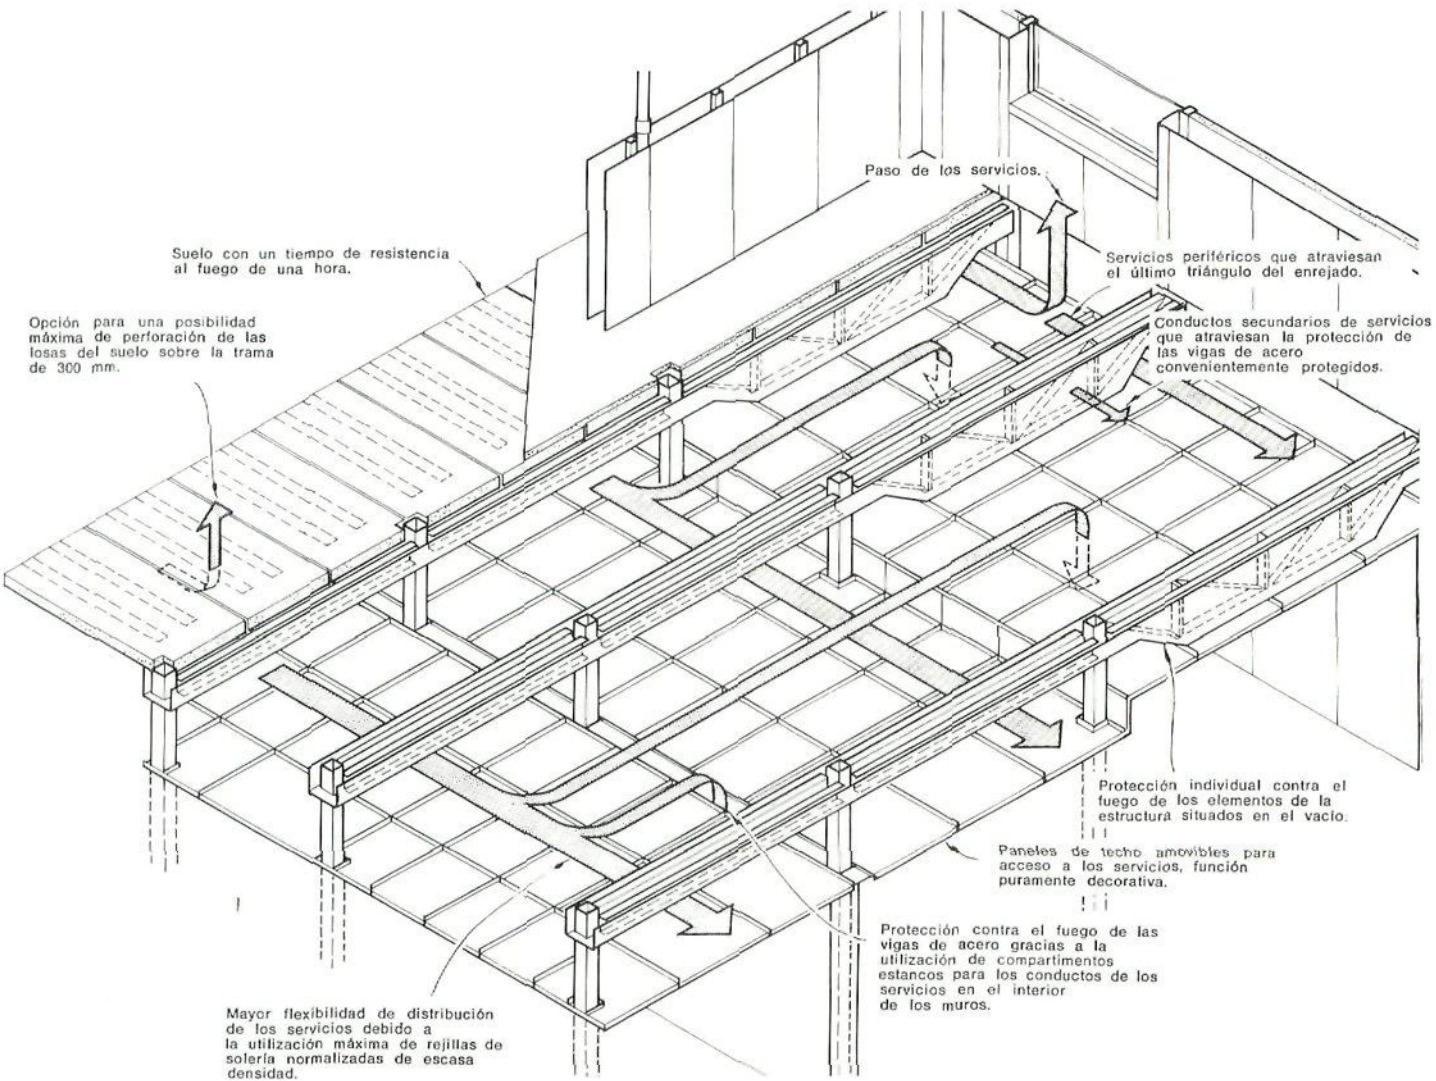 Paso de los servicios.
Suelo con un tiempo de resistencia
al fuego de una hora.
Servicios periféricos que atraviesan
el último triángulo del enrejado.
Opción para una posibilidad
máxima de perforación de las
losas del suelo sobre la trama
de 300 mm.
Conductos secundarios de servicios
que atraviesan la protección de
las vigas de acero
convenientemente protegidos.
Protección individual contra el
fuego de los elementos de la
estructura situados en el vacío.
Paneles de techo amovibles para
acceso a los servicios, función
puramente decorativa.
Protección contra el fuego de las
vigas de acero gracias a la
utilización de compartimentos
estancos para los conductos de los
servicios en el interior
de los muros.
Mayor flexibilidad de distribución
de los servicios debido a
la utilización máxima de rejillas de
solería normalizadas de escasa
densidad.